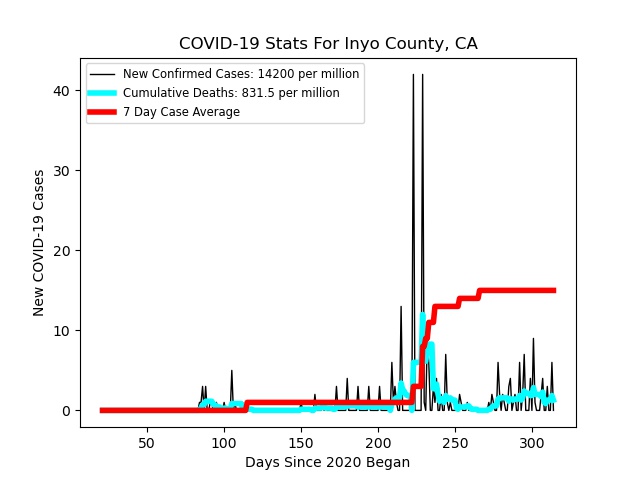 COVID-19 Stats For Inyo County, CA
New Confirmed Cases: 14200 per million
Cumulative Deaths: 831.5 per million
7 Day Case Average
New COVID-19 Cases
40
30
20
10
0
50 100 150 200 250 300
Days Since 2020 Began